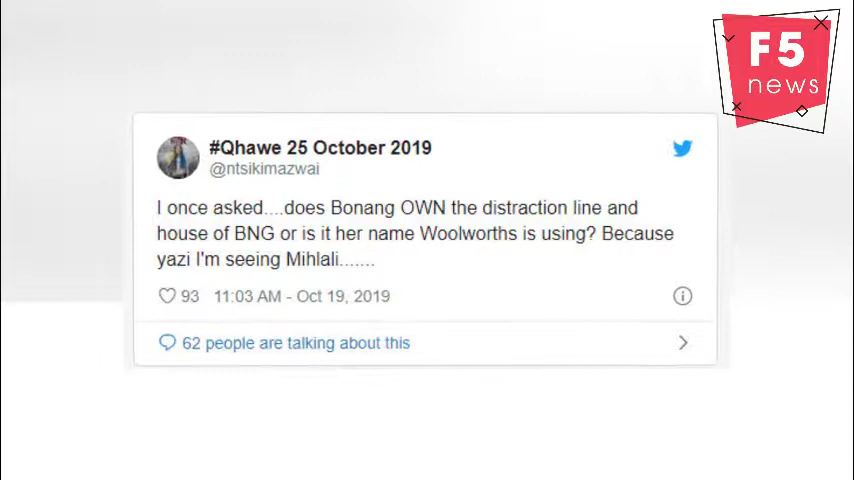 F5
news
#Qhawe 25 October 2019
@ntsikimazwai
I once asked....does Bonang OWN the distraction line and
house of BNG or is it her name Woolworths is using? Because
yazi I'm seeing Mihlali.......
93 11:03 AM - Oct 19, 2019
62 people are talking about this